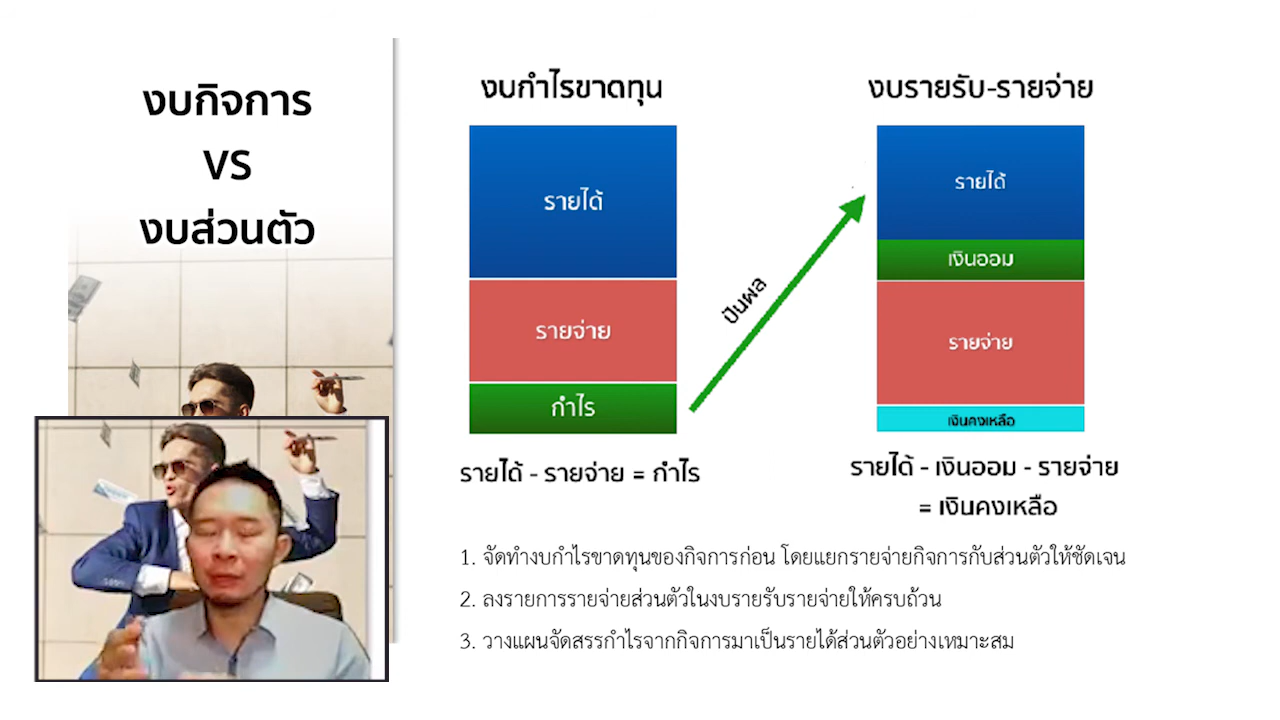 งบกิจการ
VS
งบส่วนตัว
งบกำไรขาดทุน
รายได้
รายจ่าย
กำไร
รายได้ - รายจ่าย = กำไร
ปันผล
งบรายรับ-รายจ่าย
รายได้
เงินออม
รายจ่าย
เงินคงเหลือ
รายได้ - เงินออม - รายจ่าย
= เงินคงเหลือ
1. จัดทำงบกำไรขาดทุนของกิจการก่อน โดยแยกรายจ่ายกิจการกับส่วนตัวให้ชัดเจน
2. ลงรายการรายจ่ายส่วนตัวในงบรายรับรายจ่ายให้ครบถ้วน
3. วางแผนจัดสรรกำไรจากกิจการมาเป็นรายได้ส่วนตัวอย่างเหมาะสม